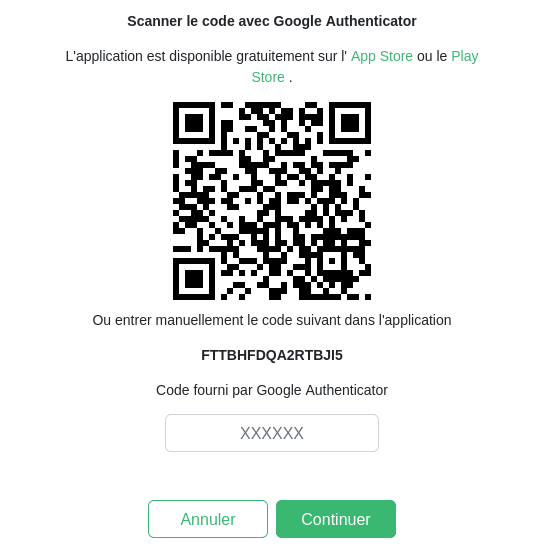 Scanner le code avec Google Authenticator
L'application est disponible gratuitement sur l' App Store ou le Play
Store .
Ou entrer manuellement le code suivant dans l'application
FTTBHFDQA2RTBJI5
Code fourni par Google Authenticator
XXXXXX
Annuler Continuer